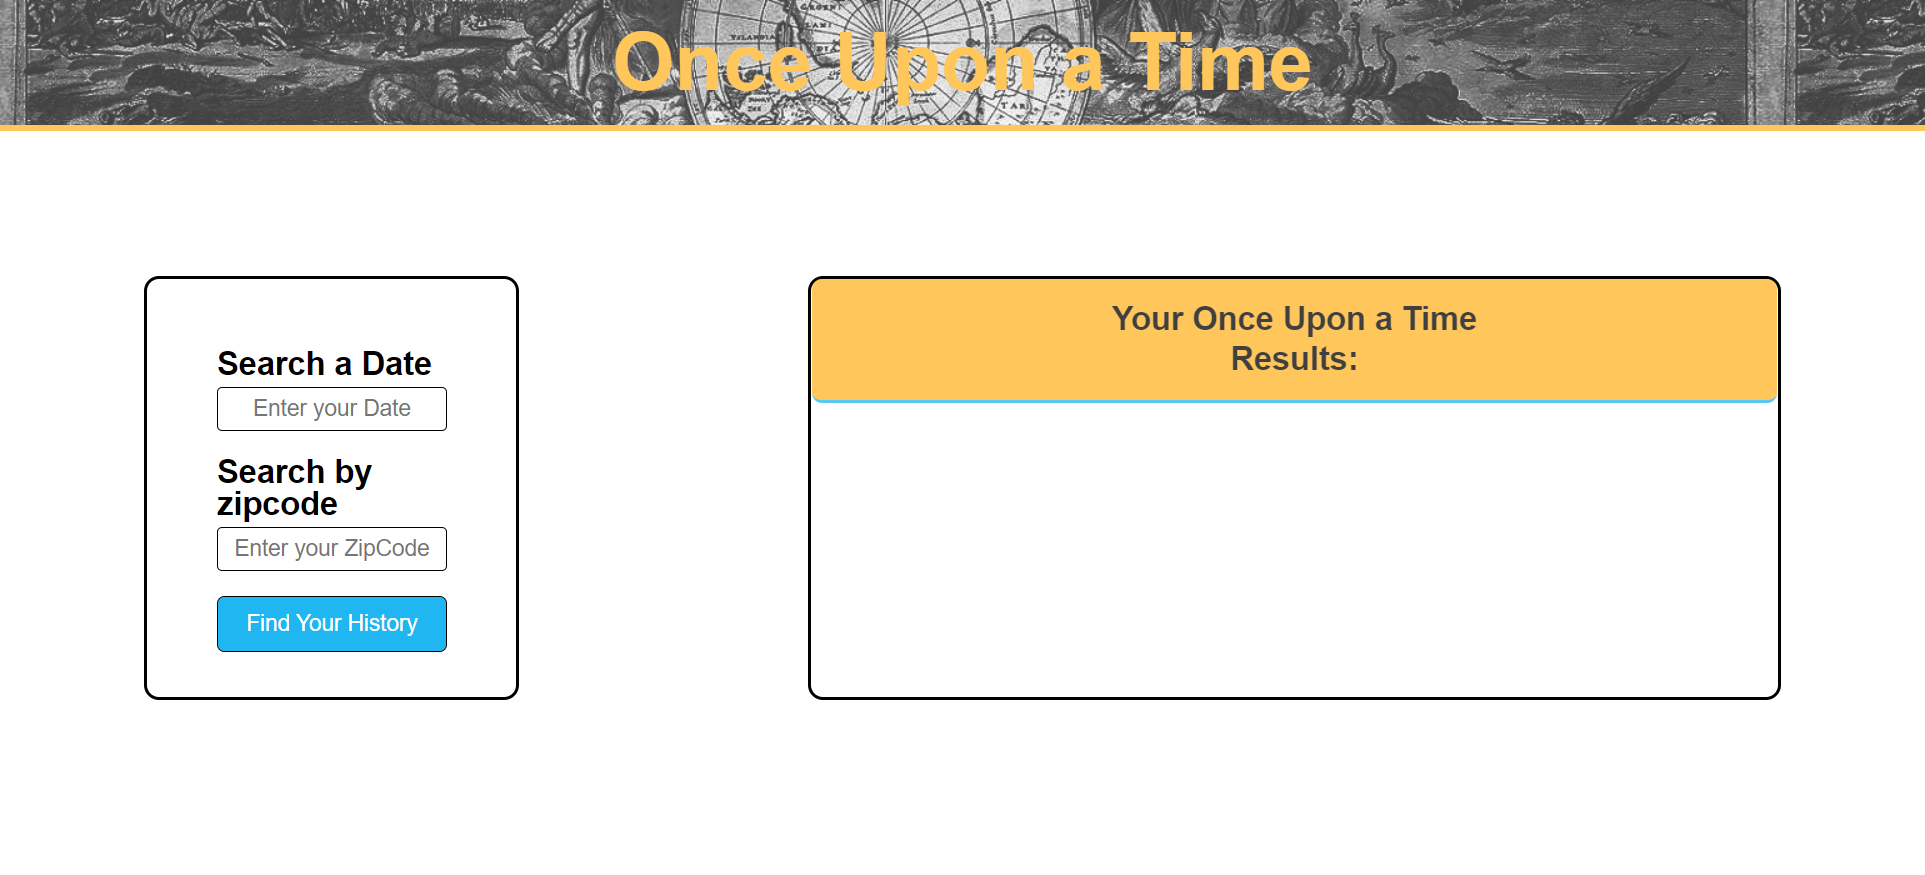 Once Upon a Time
Search a Date
Enter your Date
Search by
zipcode
Enter your ZipCode
Find Your History
Your Once Upon a Time
Results: